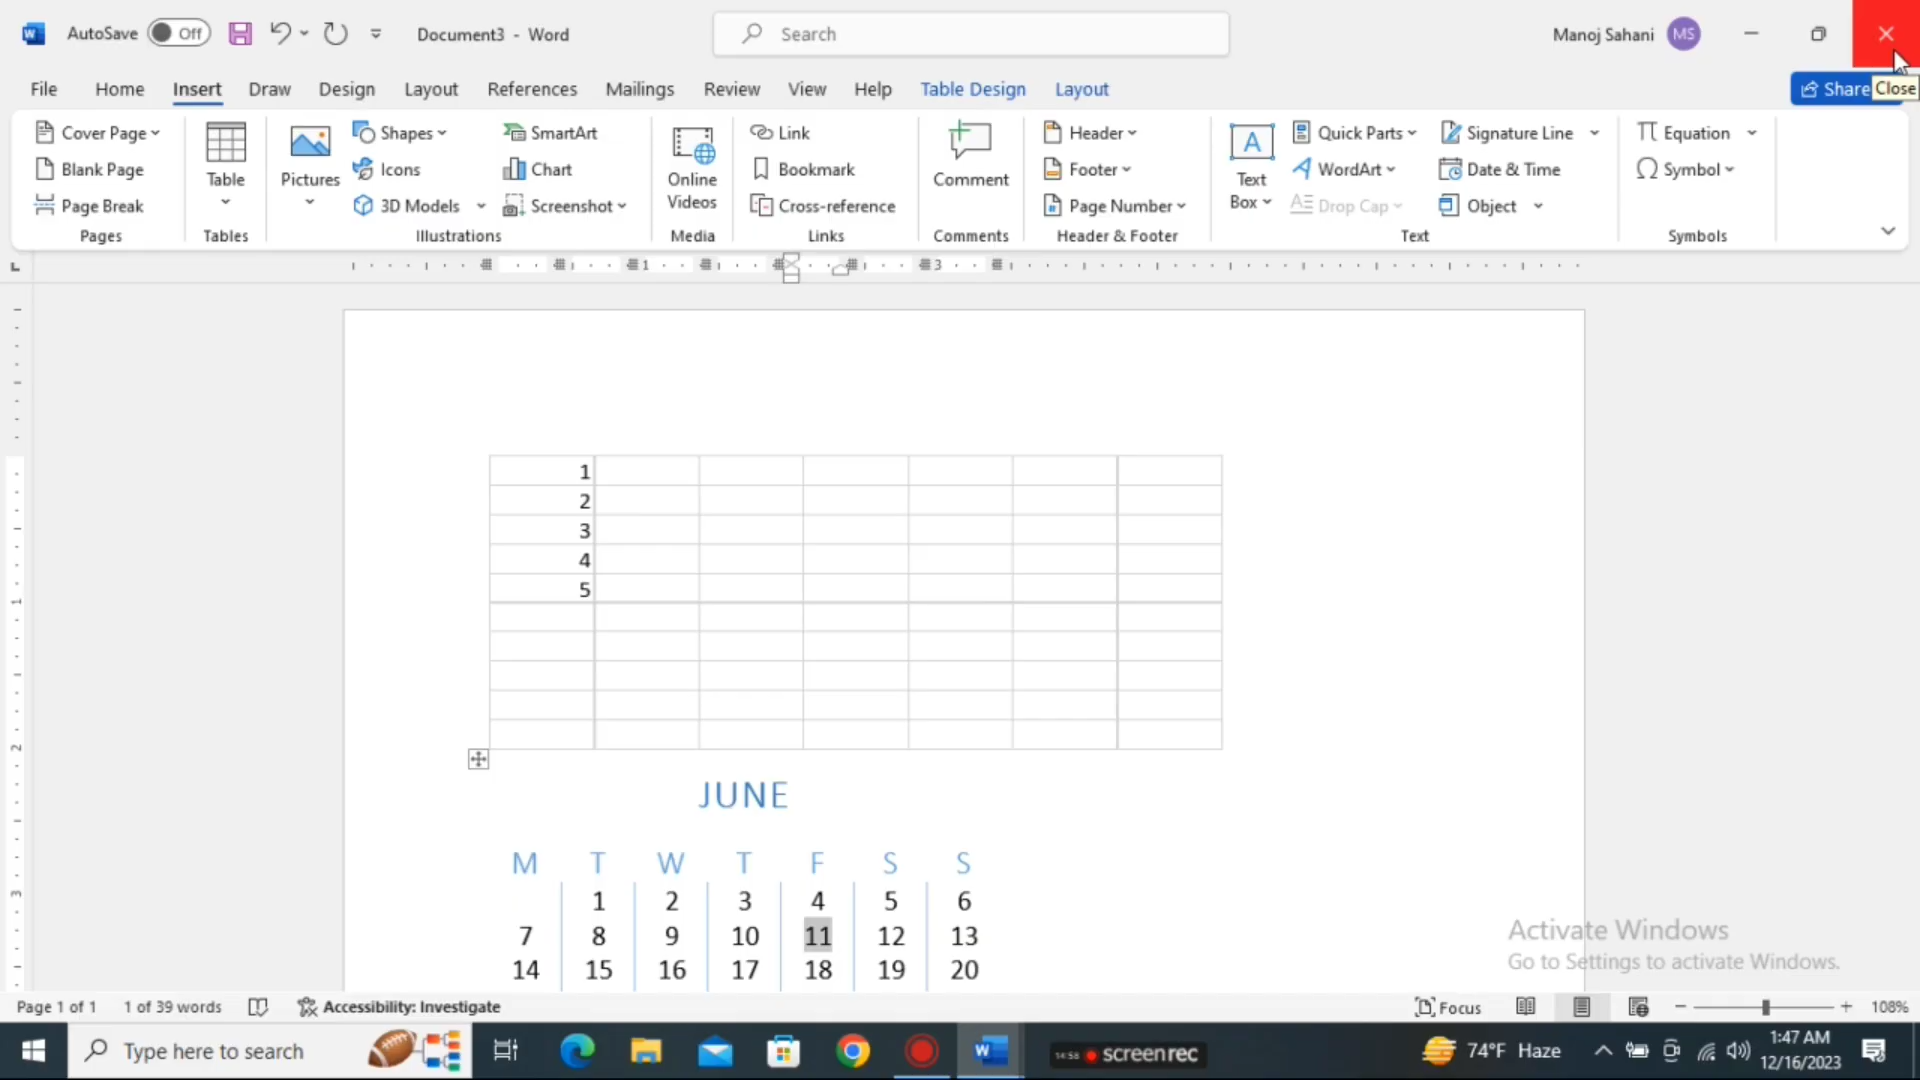 AutoSave Off Document3 - Word Search Manoj Sahani MS
File Home Insert Draw Design Layout References Mailings Review View Help Table Design Layout Share Close
Cover Page Shapes SmartArt Link Header Quick Parts Signature Line Equation
Blank Page Icons Chart Bookmark Footer WordArt Date & Time Symbol
Table Pictures Online Videos Comment Text Box
Page Break 3D Models Screenshot Cross-reference Page Number Drop Cap Object
Pages Tables Illustrations Media Links Comments Header & Footer Text Symbols
1 3
1
2
3
4
5
JUNE
M T W T F S S
1 2 3 4 5 6
7 8 9 10 11 12 13
14 15 16 17 18 19 20
1
2
3
Activate Windows
Go to Settings to activate Windows.
Page 1 of 1 1 of 39 words Accessibility: Investigate Focus 108%
Type here to search 14:56 screenrec 74°F Haze 1:47 AM
12/16/2023